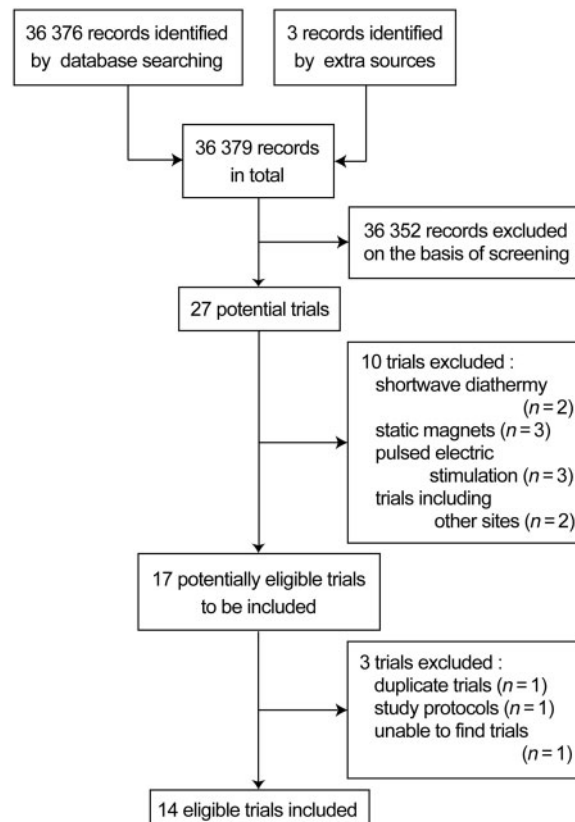 36 376 records identified
by database searching
3 records identified
by extra sources
36 379 records
in total
36 352 records excluded
on the basis of screening
27 potential trials
10 trials excluded :
shortwave diathermy
(n = 2)
static magnets (n = 3)
pulsed electric
stimulation (n = 3)
trials including
other sites (n = 2)
17 potentially eligible trials
to be included
3 trials excluded :
duplicate trials (n = 1)
study protocols (n = 1)
unable to find trials
(n = 1)
14 eligible trials included